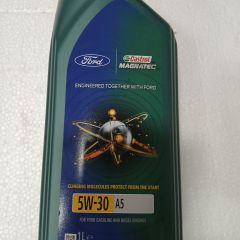 Ford
Castrol
MAGNATEC
ENGINEERED TOGETHER WITH FORD
CLINGING MOLECULES PROTECT FROM THE START
5W-30 A5
FOR FORD GASOLINE AND DIESEL ENGINES
1L